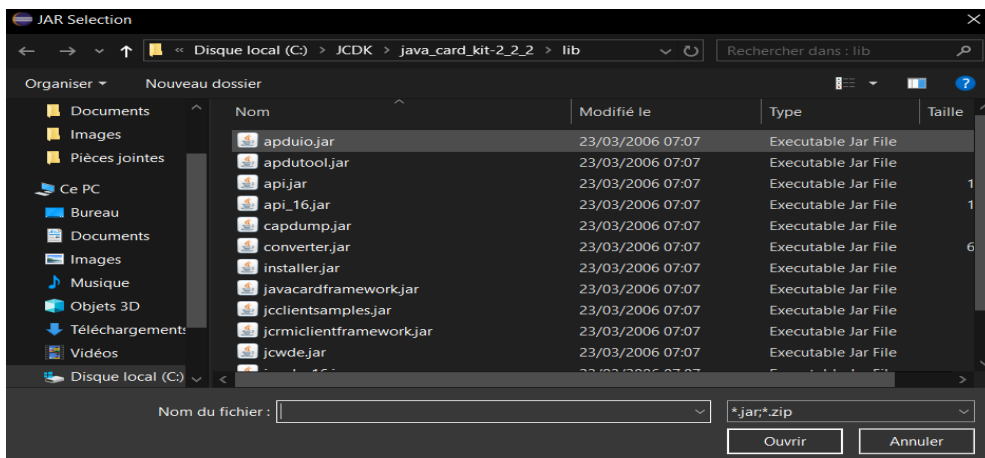 JAR Selection
« Disque local (C:) > JCDK > java_card_kit-2_2_2 > lib
Rechercher dans : lib
Organiser
Nouveau dossier
Documents
Images
Pièces jointes
Ce PC
Bureau
Documents
Images
Musique
Objets 3D
Téléchargements
Vidéos
Disque local (C:)
Nom Modifié le Type Taille
apduio.jar 23/03/2006 07:07 Executable Jar File
apdutool.jar 23/03/2006 07:07 Executable Jar File
api.jar 23/03/2006 07:07 Executable Jar File 1
api_16.jar 23/03/2006 07:07 Executable Jar File 1
capdump.jar 23/03/2006 07:07 Executable Jar File
converter.jar 23/03/2006 07:07 Executable Jar File 6
installer.jar 23/03/2006 07:07 Executable Jar File
javacardframework.jar 23/03/2006 07:07 Executable Jar File
jcclientsamples.jar 23/03/2006 07:07 Executable Jar File
jcrmiclientframework.jar 23/03/2006 07:07 Executable Jar File
jcwde.jar 23/03/2006 07:07 Executable Jar File
Nom du fichier :
*.jar;*.zip
Ouvrir
Annuler